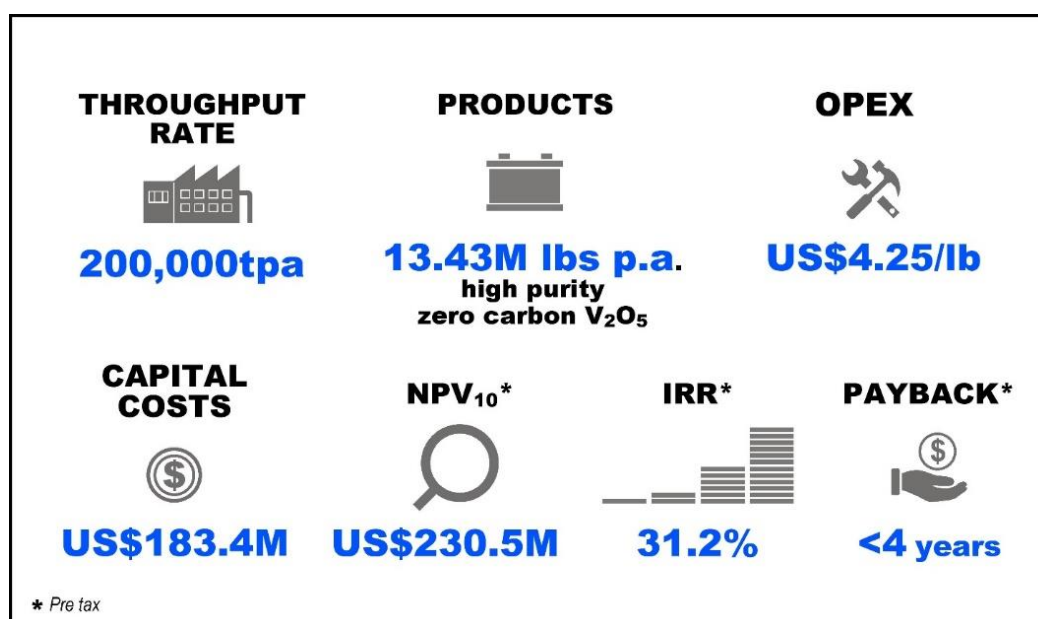 THROUGHPUT
RATE
200,000tpa
PRODUCTS
13.43M lbs p.a.
high purity
zero carbon V₂O₅
OPEX
US$4.25/lb
CAPITAL
COSTS
$
US$183.4M
NPV₁₀*
US$230.5M
IRR*
31.2%
PAYBACK*
$
<4 years
* Pre tax